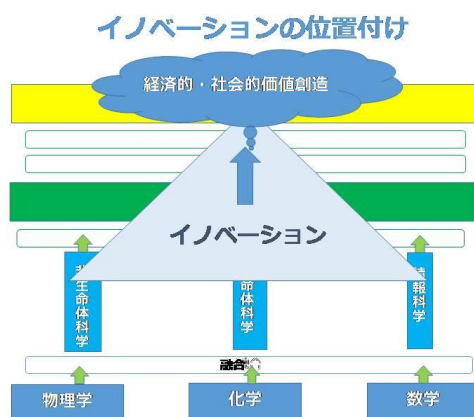 イノベーションの位置付け
経済的・社会的価値創造
イノベーション
生命体科学
命体科学
情報科学
融合
物理学
化学
数学